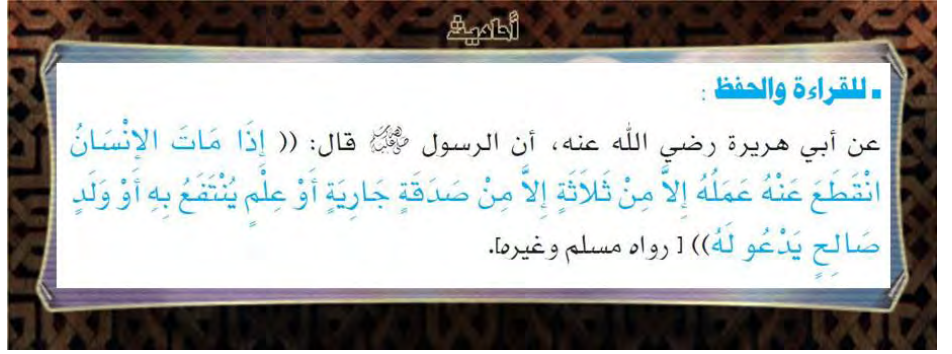 أحاديث
▪ للقراءة والحفظ :
عن أبي هريرة رضي الله عنه، أن الرسول ﷺ قال: (( إِذَا مَاتَ الإِنْسَانُ
انْقَطَعَ عَنْهُ عَمَلُهُ إِلاَّ مِنْ ثَلاَثَةٍ إِلاَّ مِنْ صَدَقَةٍ جَارِيَةٍ أَوْ عِلْمٍ يُنْتَفَعُ بِهِ أَوْ وَلَدٍ
صَالِحٍ يَدْعُو لَهُ)) [ رواه مسلم وغيره].